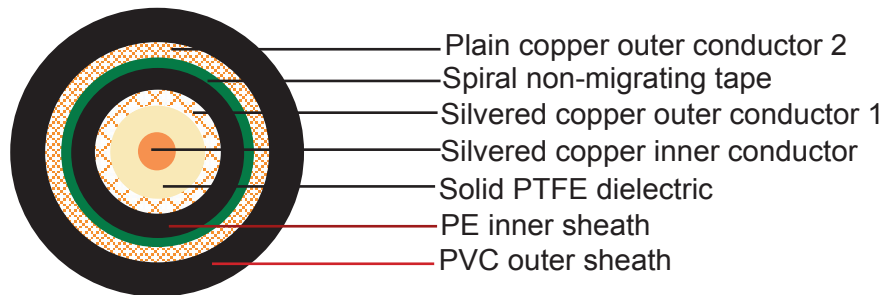 Plain copper outer conductor 2
Spiral non-migrating tape
Silvered copper outer conductor 1
Silvered copper inner conductor
Solid PTFE dielectric
PE inner sheath
PVC outer sheath